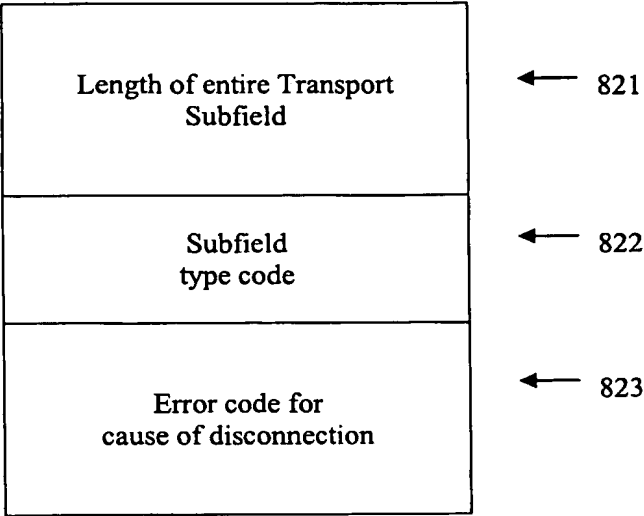 Length of entire Transport
Subfield
821
Subfield
type code
822
Error code for
cause of disconnection
823